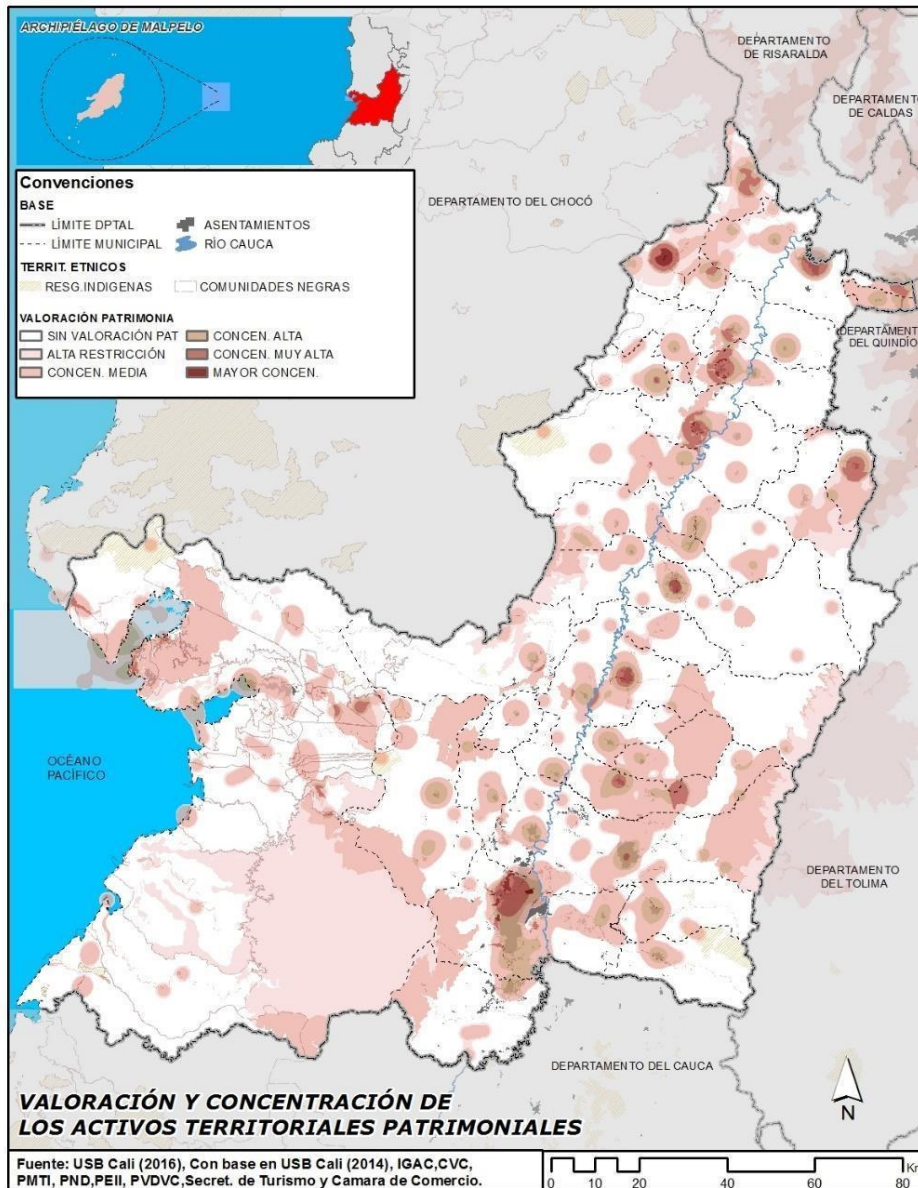 ARCHIPIÉLAGO DE MALPELO
DEPARTAMENTO
DE RISARALDA
DEPARTAMENTO
DE CALDAS
Convenciones
BASE
LÍMITE DPTAL
ASENTAMIENTOS
LÍMITE MUNICIPAL
RÍO CAUCA
TERRIT. ETNICOS
RESG.INDIGENAS
COMUNIDADES NEGRAS
VALORACIÓN PATRIMONIA
SIN VALORACIÓN PAT
CONCEN. ALTA
ALTA RESTRICCIÓN
CONCEN. MUY ALTA
CONCEN. MEDIA
MAYOR CONCEN.
DEPARTAMENTO DEL CHOCÓ
DEPARTAMENTO
DEL QUINDÍO
OCÉANO
PACÍFICO
DEPARTAMENTO
DEL TOLIMA
DEPARTAMENTO DEL CAUCA
N
VALORACIÓN Y CONCENTRACIÓN DE
LOS ACTIVOS TERRITORIALES PATRIMONIALES
Fuente: USB Cali (2016), Con base en USB Cali (2014), IGAC,CVC,
PMTI, PND,PEII, PVDVC,Secret. de Turismo y Camara de Comercio.
Km
0 10 20 40 60 80